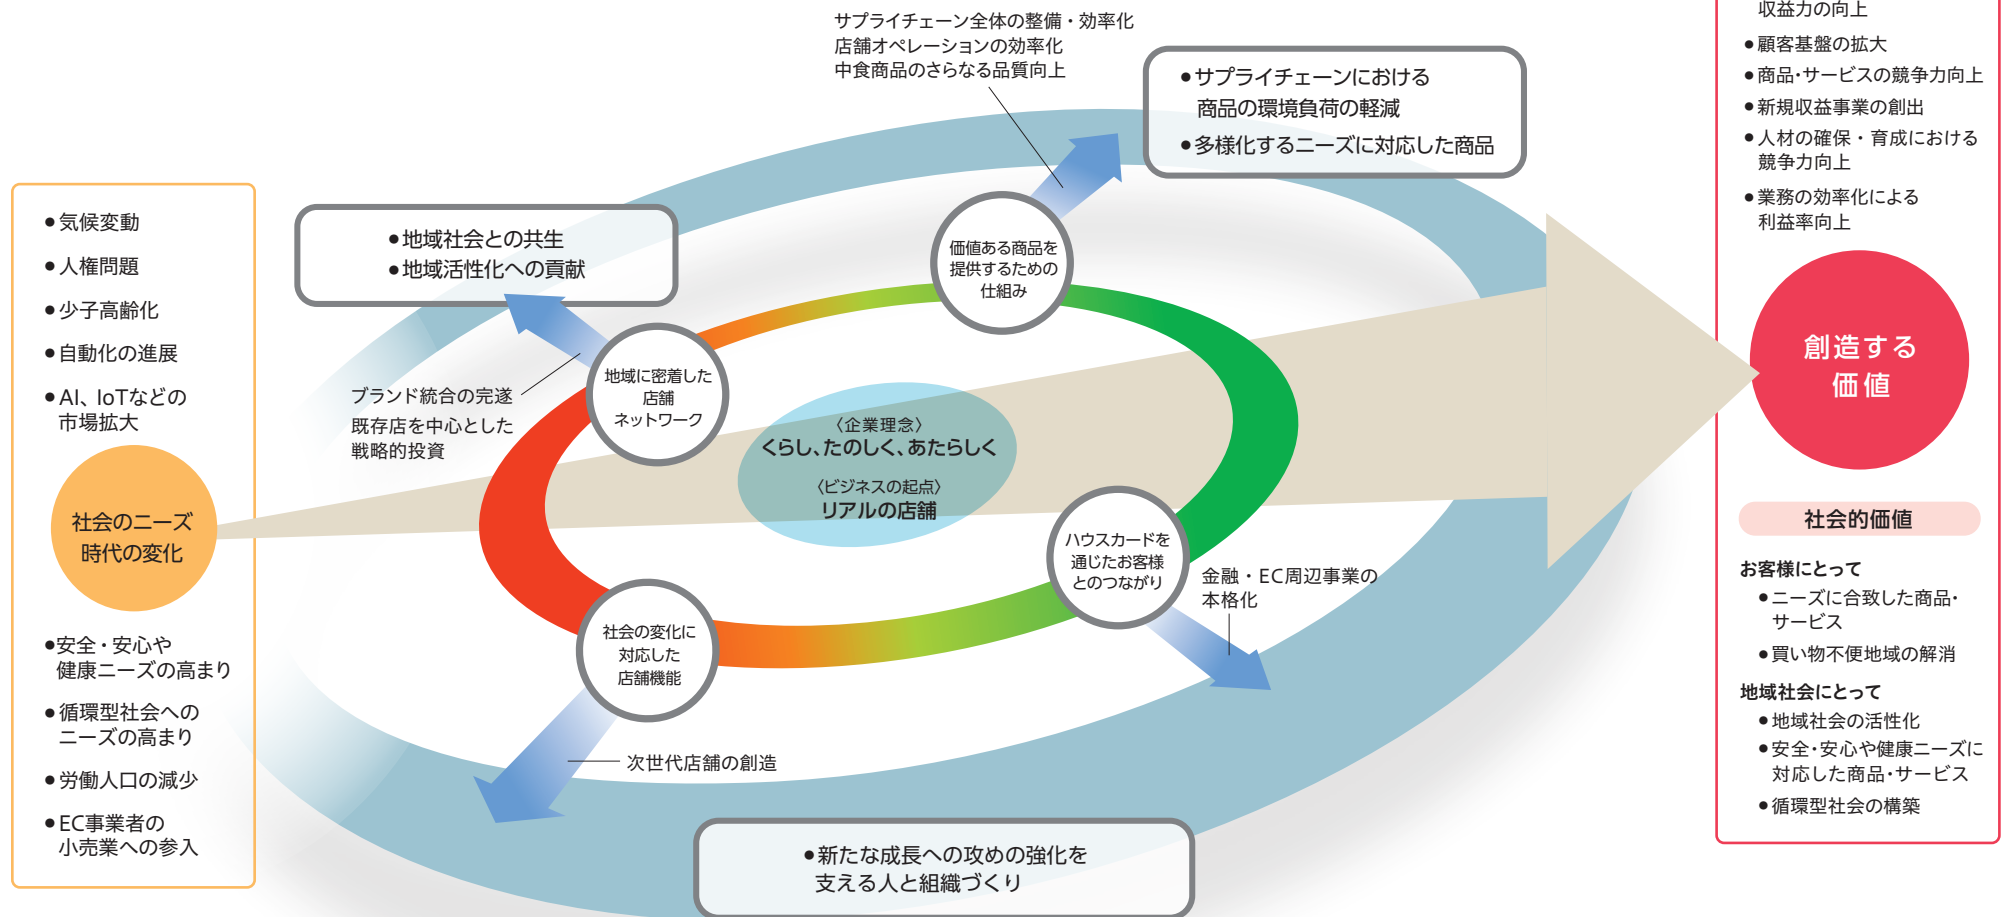 サプライチェーン全体の整備・効率化
店舗オペレーションの効率化
中食商品のさらなる品質向上
●サプライチェーンにおける
商品の環境負荷の軽減
●多様化するニーズに対応した商品
●地域社会との共生
●地域活性化への貢献
●気候変動
●人権問題
●少子高齢化
●自動化の進展
●AI、IoTなどの
市場拡大
社会のニーズ
時代の変化
●安全・安心や
健康ニーズの高まり
●循環型社会への
ニーズの高まり
●労働人口の減少
●EC事業者の
小売業への参入
価値ある商品を
提供するための
仕組み
地域に密着した
店舗
ネットワーク
ブランド統合の完遂
既存店を中心とした
戦略的投資
〈企業理念〉
くらし、たのしく、あたらしく
〈ビジネスの起点〉
リアルの店舗
ハウスカードを
通じたお客様
とのつながり
金融・EC周辺事業の
本格化
社会の変化に
対応した
店舗機能
次世代店舗の創造
●新たな成長への攻めの強化を
支える人と組織づくり
収益力の向上
●顧客基盤の拡大
●商品・サービスの競争力向上
●新規収益事業の創出
●人材の確保・育成における
競争力向上
●業務の効率化による
利益率向上
創造する
価値
社会的価値
お客様にとって
●ニーズに合致した商品・
サービス
●買い物不便地域の解消
地域社会にとって
●地域社会の活性化
●安全・安心や健康ニーズに
対応した商品・サービス
●循環型社会の構築